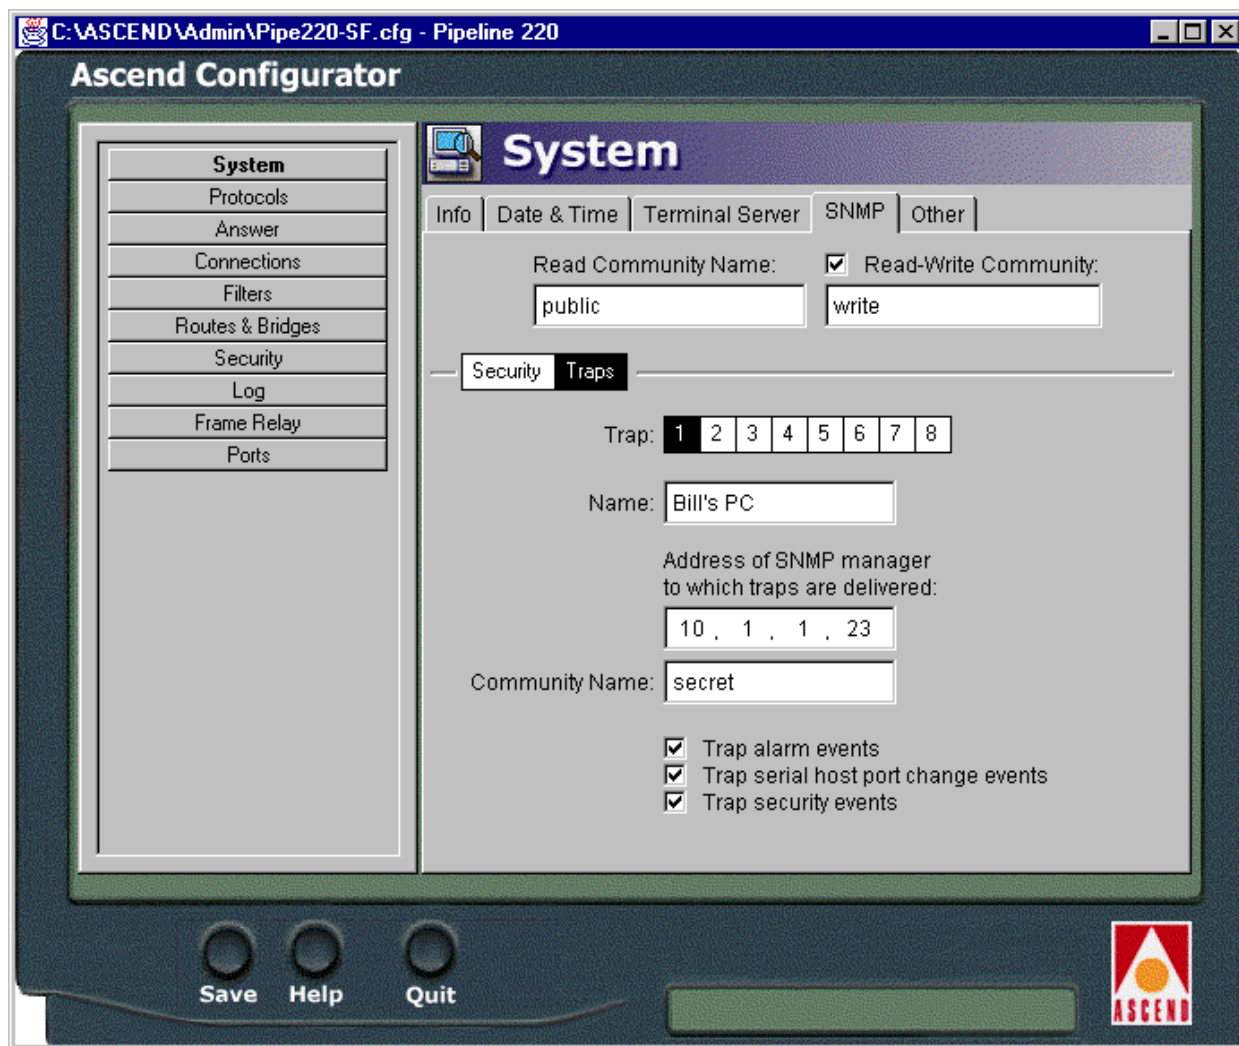 C:\ASCEND\Admin\Pipe220-SF.cfg - Pipeline 220
Ascend Configurator
System
Protocols
Answer
Connections
Filters
Routes & Bridges
Security
Log
Frame Relay
Ports
System
Info Date & Time Terminal Server SNMP Other
Read Community Name: Read-Write Community:
public write
Security Traps
Trap: 1 2 3 4 5 6 7 8
Name: Bill's PC
Address of SNMP manager
to which traps are delivered:
10 . 1 . 1 . 23
Community Name: secret
Trap alarm events
Trap serial host port change events
Trap security events
Save Help Quit
ASCEND